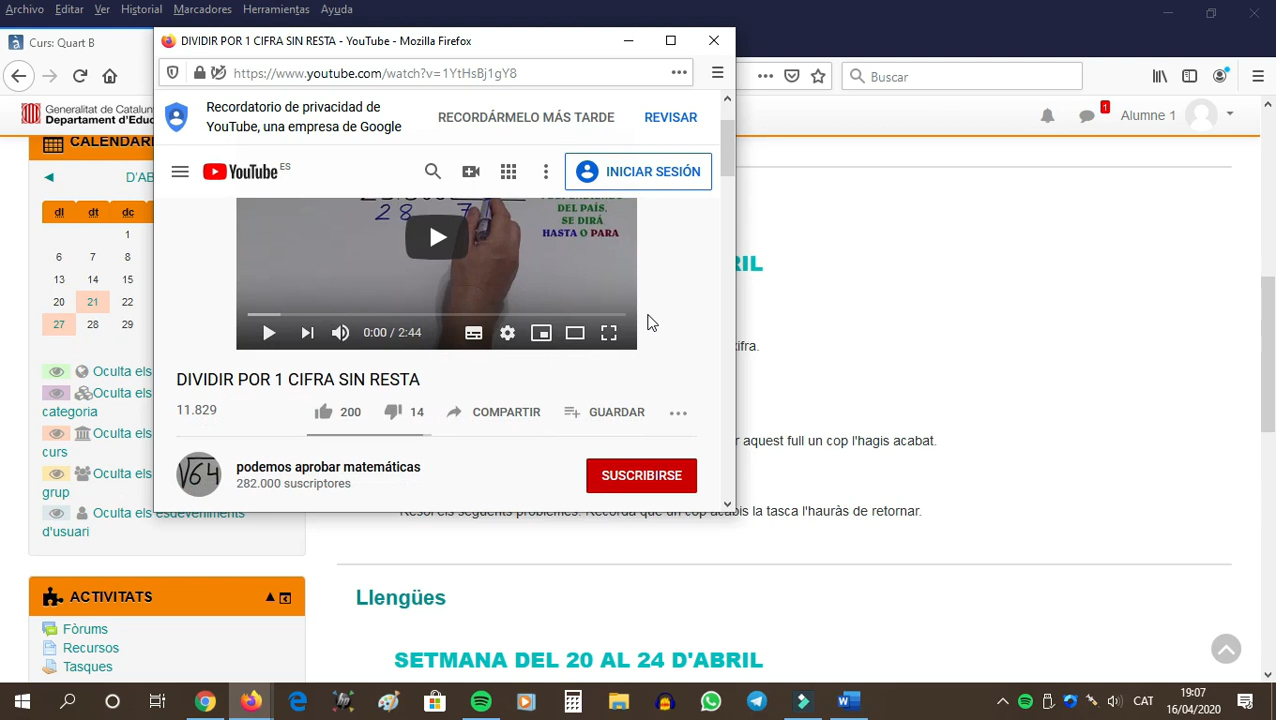 Archivo Editar Ver Historial Marcadores Herramientas Ayuda
Curs: Quart B
DIVIDIR POR 1 CIFRA SIN RESTA - YouTube - Mozilla Firefox
https://www.youtube.com/watch?v=1YtHsBj1gY8
Buscar
Generalitat de Catalun
Departament d'Educ
Recordatorio de privacidad de
YouTube, una empresa de Google
RECORDÁRMELO MÁS TARDE
REVISAR
1
Alumne 1
YouTube ES
INICIAR SESIÓN
CALENDARI
D'AB
dl dt dc
1
6 7 8
13 14 15
20 21 22
27 28 29
28 7
DEL PAÍS.
SE DIRÁ
HASTA O PARA
0:00 / 2:44
RIL
xifra.
DIVIDIR POR 1 CIFRA SIN RESTA
11.829
200
14
COMPARTIR
GUARDAR
podemos aprobar matemáticas
282.000 suscriptores
SUSCRIBIRSE
r aquest full un cop l'hagis acabat.
Oculta els
Oculta els
categoria
Oculta els
curs
Oculta els
grup
Oculta els esdeveniments
d'usuari
Resol els següents problemes. Recorda que un cop acabis la tasca l'hauràs de retornar.
ACTIVITATS
Fòrums
Recursos
Tasques
Llengües
SETMANA DEL 20 AL 24 D'ABRIL
CAT
19:07
16/04/2020